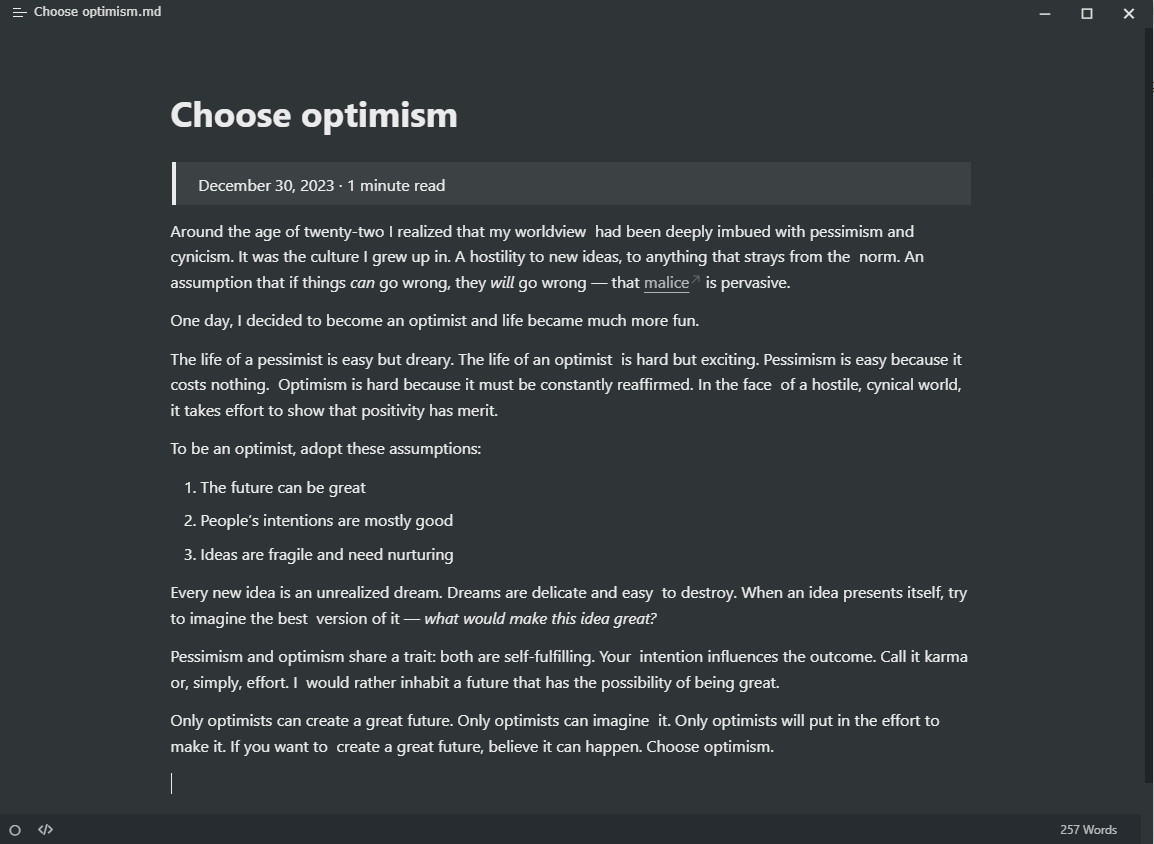 Choose optimism.md
Choose optimism
December 30, 2023 · 1 minute read
Around the age of twenty-two I realized that my worldview  had been deeply imbued with pessimism and
cynicism. It was the culture I grew up in. A hostility to new ideas, to anything that strays from the  norm. An
assumption that if things can go wrong, they will go wrong — that malice↗ is pervasive.
One day, I decided to become an optimist and life became much more fun.
The life of a pessimist is easy but dreary. The life of an optimist  is hard but exciting. Pessimism is easy because it
costs nothing.  Optimism is hard because it must be constantly reaffirmed. In the face  of a hostile, cynical world,
it takes effort to show that positivity has merit.
To be an optimist, adopt these assumptions:
1. The future can be great
2. People’s intentions are mostly good
3. Ideas are fragile and need nurturing
Every new idea is an unrealized dream. Dreams are delicate and easy  to destroy. When an idea presents itself, try
to imagine the best  version of it — what would make this idea great?
Pessimism and optimism share a trait: both are self-fulfilling. Your  intention influences the outcome. Call it karma
or, simply, effort. I  would rather inhabit a future that has the possibility of being great.
Only optimists can create a great future. Only optimists can imagine  it. Only optimists will put in the effort to
make it. If you want to  create a great future, believe it can happen. Choose optimism.
257 Words